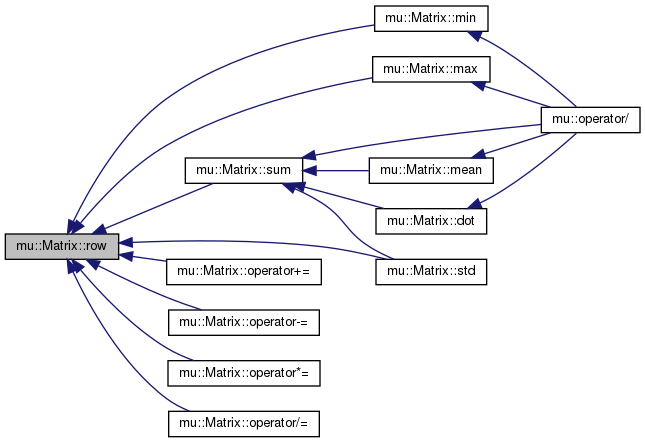 mu::Matrix::min
mu::Matrix::max
mu::operator/
mu::Matrix::sum
mu::Matrix::mean
mu::Matrix::dot
mu::Matrix::row
mu::Matrix::operator+=
mu::Matrix::std
mu::Matrix::operator-=
mu::Matrix::operator*=
mu::Matrix::operator/=